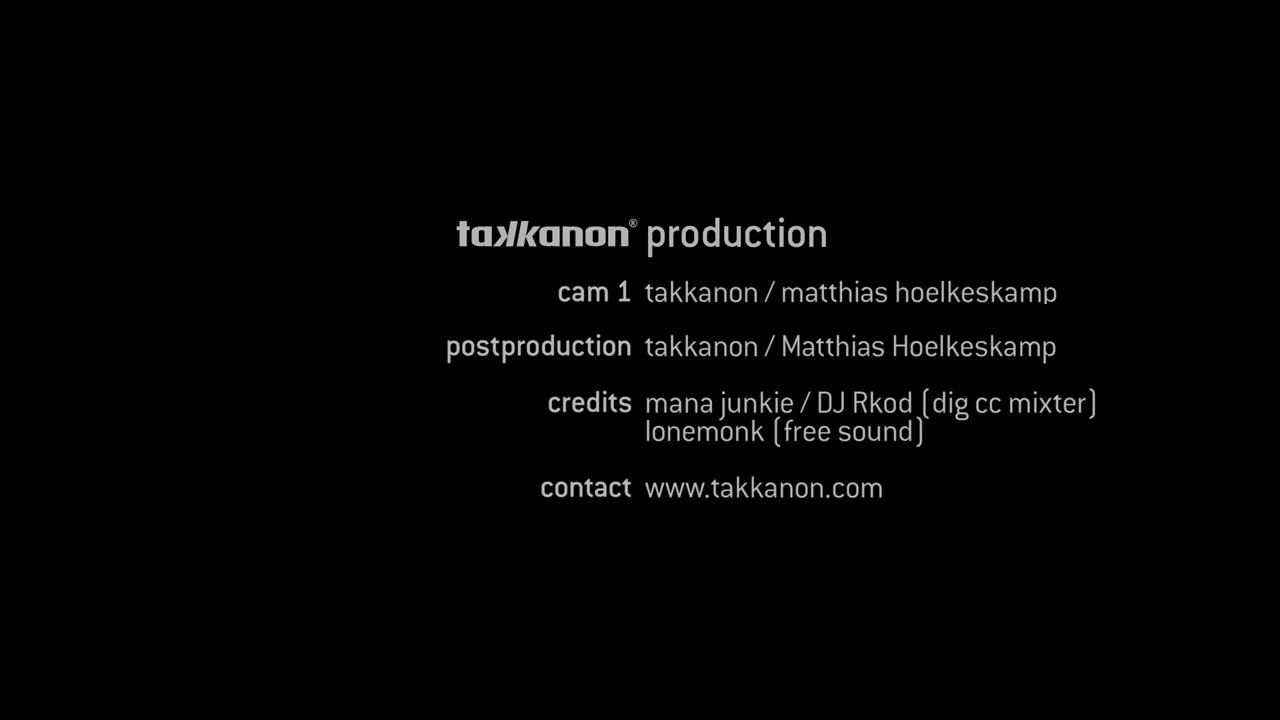 takkanon® production
cam 1 takkanon / matthias hoelkeskamp
postproduction takkanon / Matthias Hoelkeskamp
credits mana junkie / DJ Rkod (dig cc mixter)
lonemonk (free sound)
contact www.takkanon.com